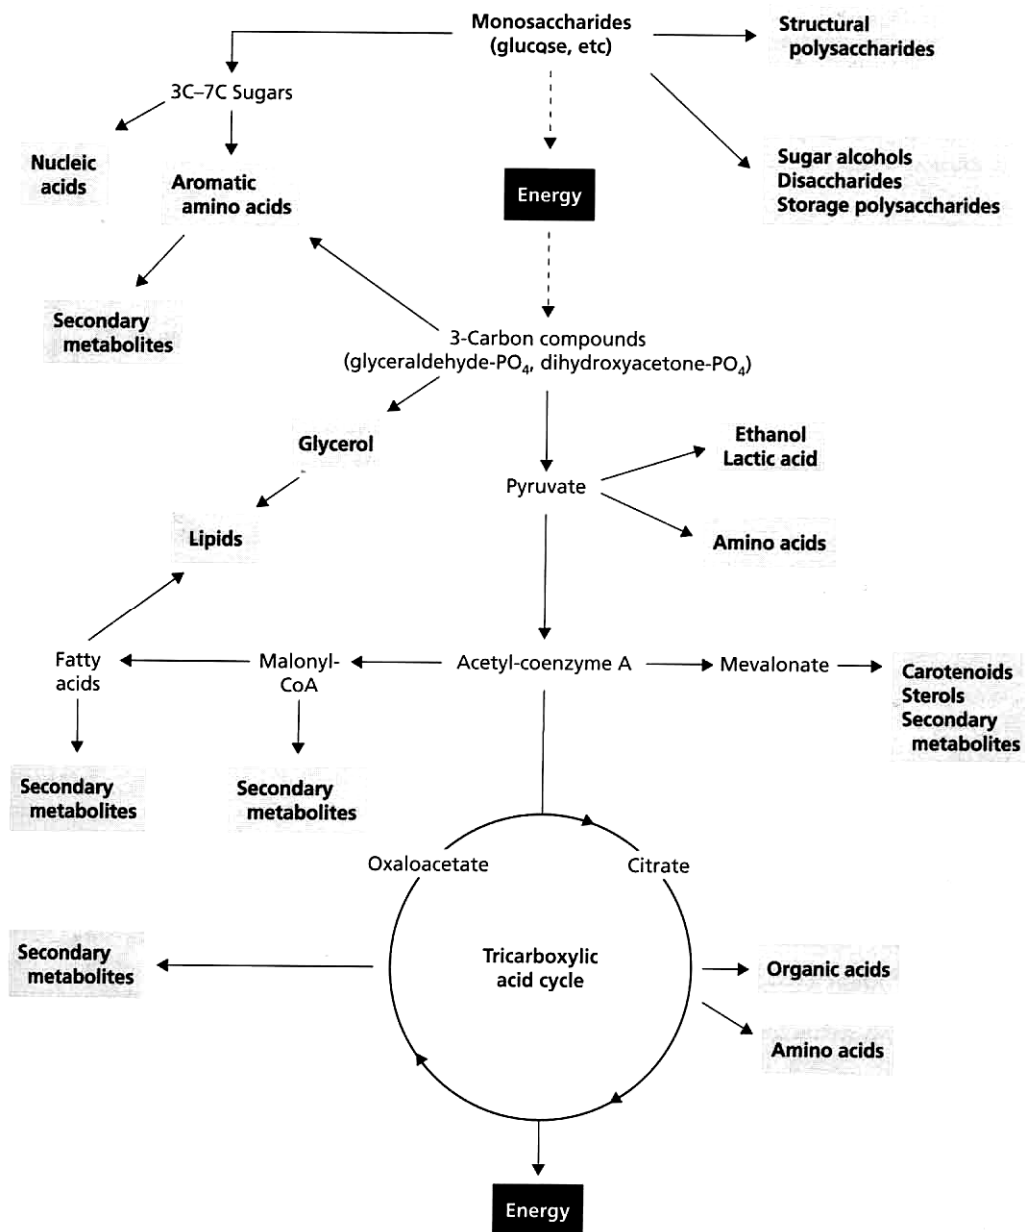 Monosaccharides
(glucose, etc)
Structural
polysaccharides
3C–7C Sugars
Nucleic
acids
Aromatic
amino acids
Energy
Sugar alcohols
Disaccharides
Storage polysaccharides
Secondary
metabolites
3-Carbon compounds
(glyceraldehyde-PO₄, dihydroxyacetone-PO₄)
Glycerol
Ethanol
Lactic acid
Pyruvate
Lipids
Amino acids
Fatty
acids
Malonyl-
CoA
Acetyl-coenzyme A
Mevalonate
Carotenoids
Sterols
Secondary
metabolites
Secondary
metabolites
Secondary
metabolites
Oxaloacetate
Citrate
Secondary
metabolites
Tricarboxylic
acid cycle
Organic acids
Amino acids
Energy